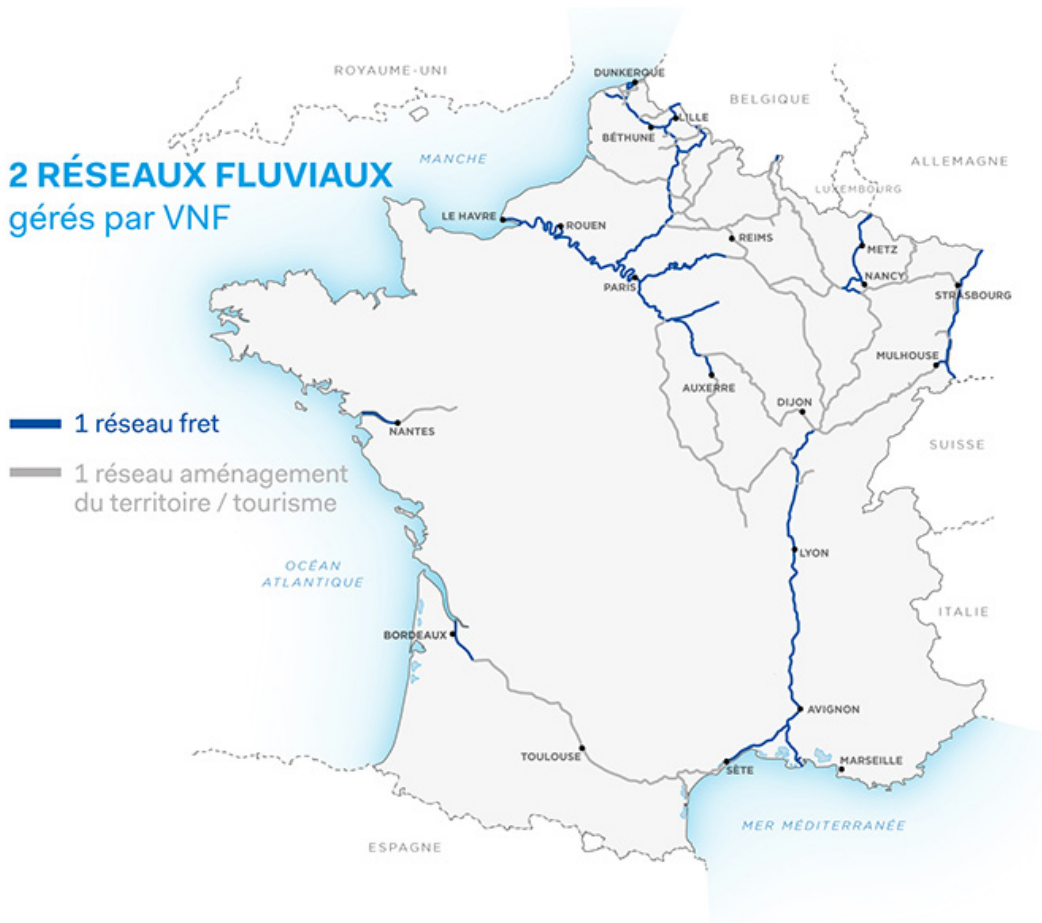 ROYAUME-UNI
DUNKERQUE
BELGIQUE
LILLE
BÉTHUNE
MANCHE
ALLEMAGNE
2 RÉSEAUX FLUVIAUX
gérés par VNF
LUXEMBOURG
LE HAVRE
ROUEN
REIMS
METZ
NANCY
PARIS
STRASBOURG
MULHOUSE
AUXERRE
DIJON
1 réseau fret
NANTES
SUISSE
1 réseau aménagement
du territoire / tourisme
LYON
OCÉAN
ATLANTIQUE
ITALIE
BORDEAUX
AVIGNON
TOULOUSE
MARSEILLE
SÈTE
MER MÉDITERRANÉE
ESPAGNE